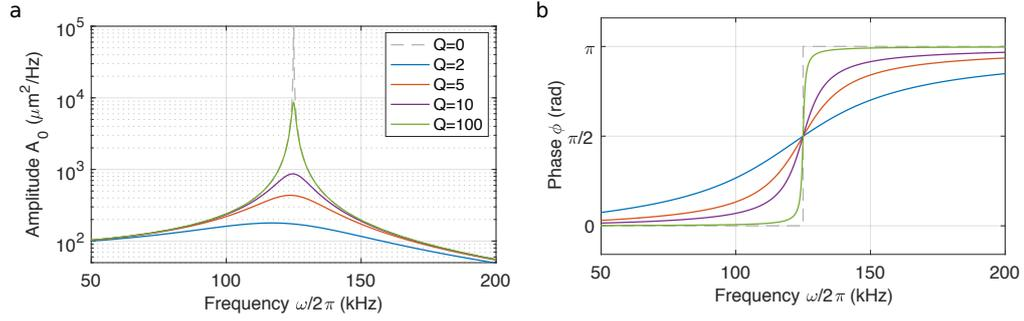 a
10^5
10^4
10^3
10^2
Amplitude A_0 (μm^2/Hz)
Q=0
Q=2
Q=5
Q=10
Q=100
50
100
150
200
Frequency ω/2π (kHz)
b
π
π/2
0
Phase ϕ (rad)
50
100
150
200
Frequency ω/2π (kHz)